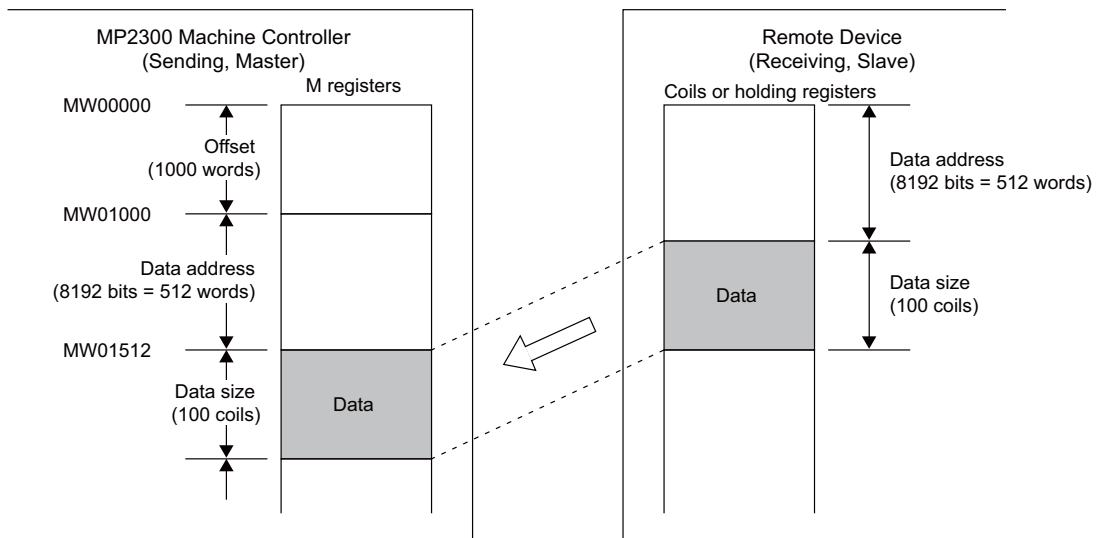 MP2300 Machine Controller
(Sending, Master)
M registers
MW00000
Offset
(1000 words)
MW01000
Data address
(8192 bits = 512 words)
MW01512
Data size
(100 coils)
Data
Remote Device
(Receiving, Slave)
Coils or holding registers
Data address
(8192 bits = 512 words)
Data
Data size
(100 coils)